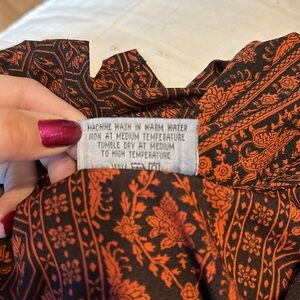 MACHINE WASH IN WARM WATER
IRON AT MEDIUM TEMPERATURE
TUMBLE DRY AT MEDIUM
TO HIGH TEMPERATURE